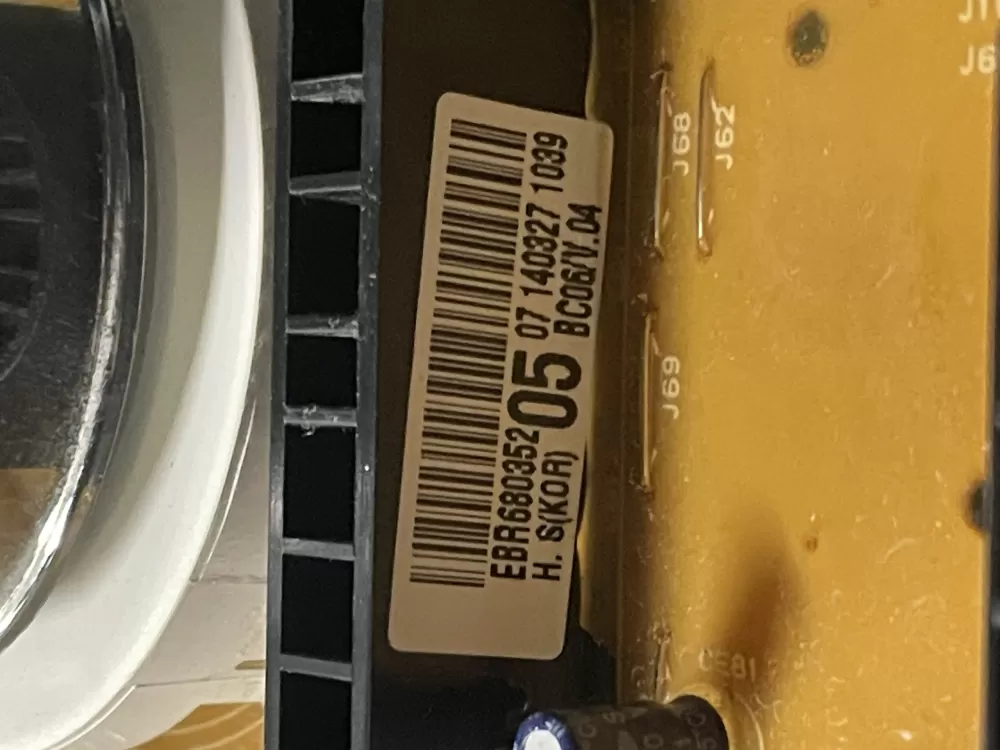 EBR680352 05 07 140327 1039
H. S(KOR) BC06/V.04
J68
J62
J69